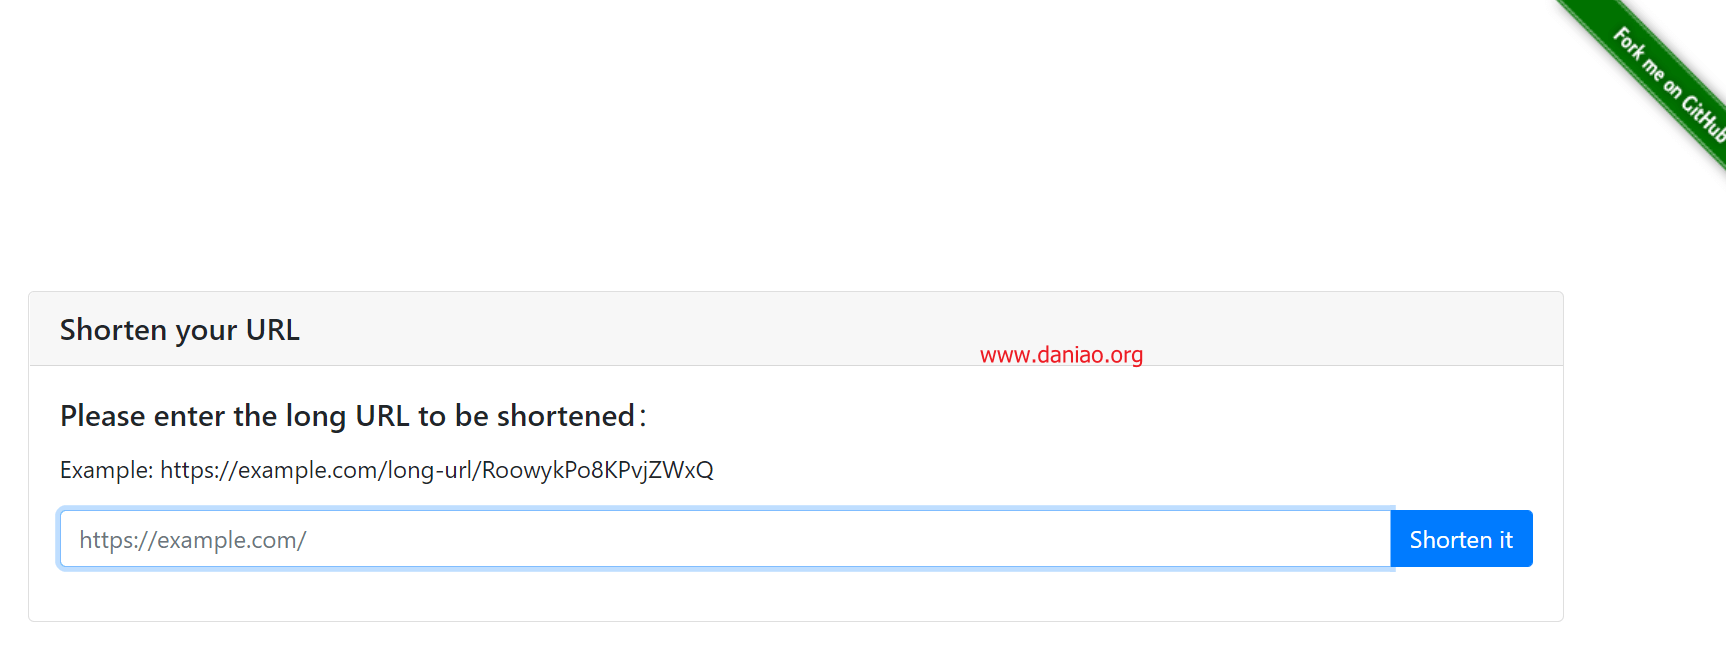 Fork me on GitHub
Shorten your URL
www.daniao.org
Please enter the long URL to be shortened：
Example: https://example.com/long-url/RoowykPo8KPvjZWxQ
https://example.com/
Shorten it